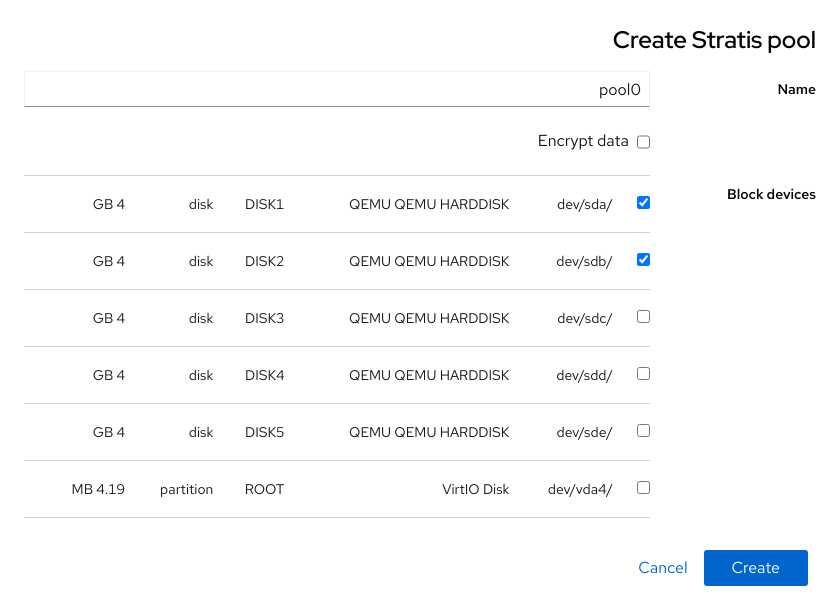 Create Stratis pool
pool0 Name
Encrypt data
Block devices
GB 4 disk DISK1 QEMU QEMU HARDDISK dev/sda/
GB 4 disk DISK2 QEMU QEMU HARDDISK dev/sdb/
GB 4 disk DISK3 QEMU QEMU HARDDISK dev/sdc/
GB 4 disk DISK4 QEMU QEMU HARDDISK dev/sdd/
GB 4 disk DISK5 QEMU QEMU HARDDISK dev/sde/
MB 4.19 partition ROOT VirtIO Disk dev/vda4/
Cancel Create